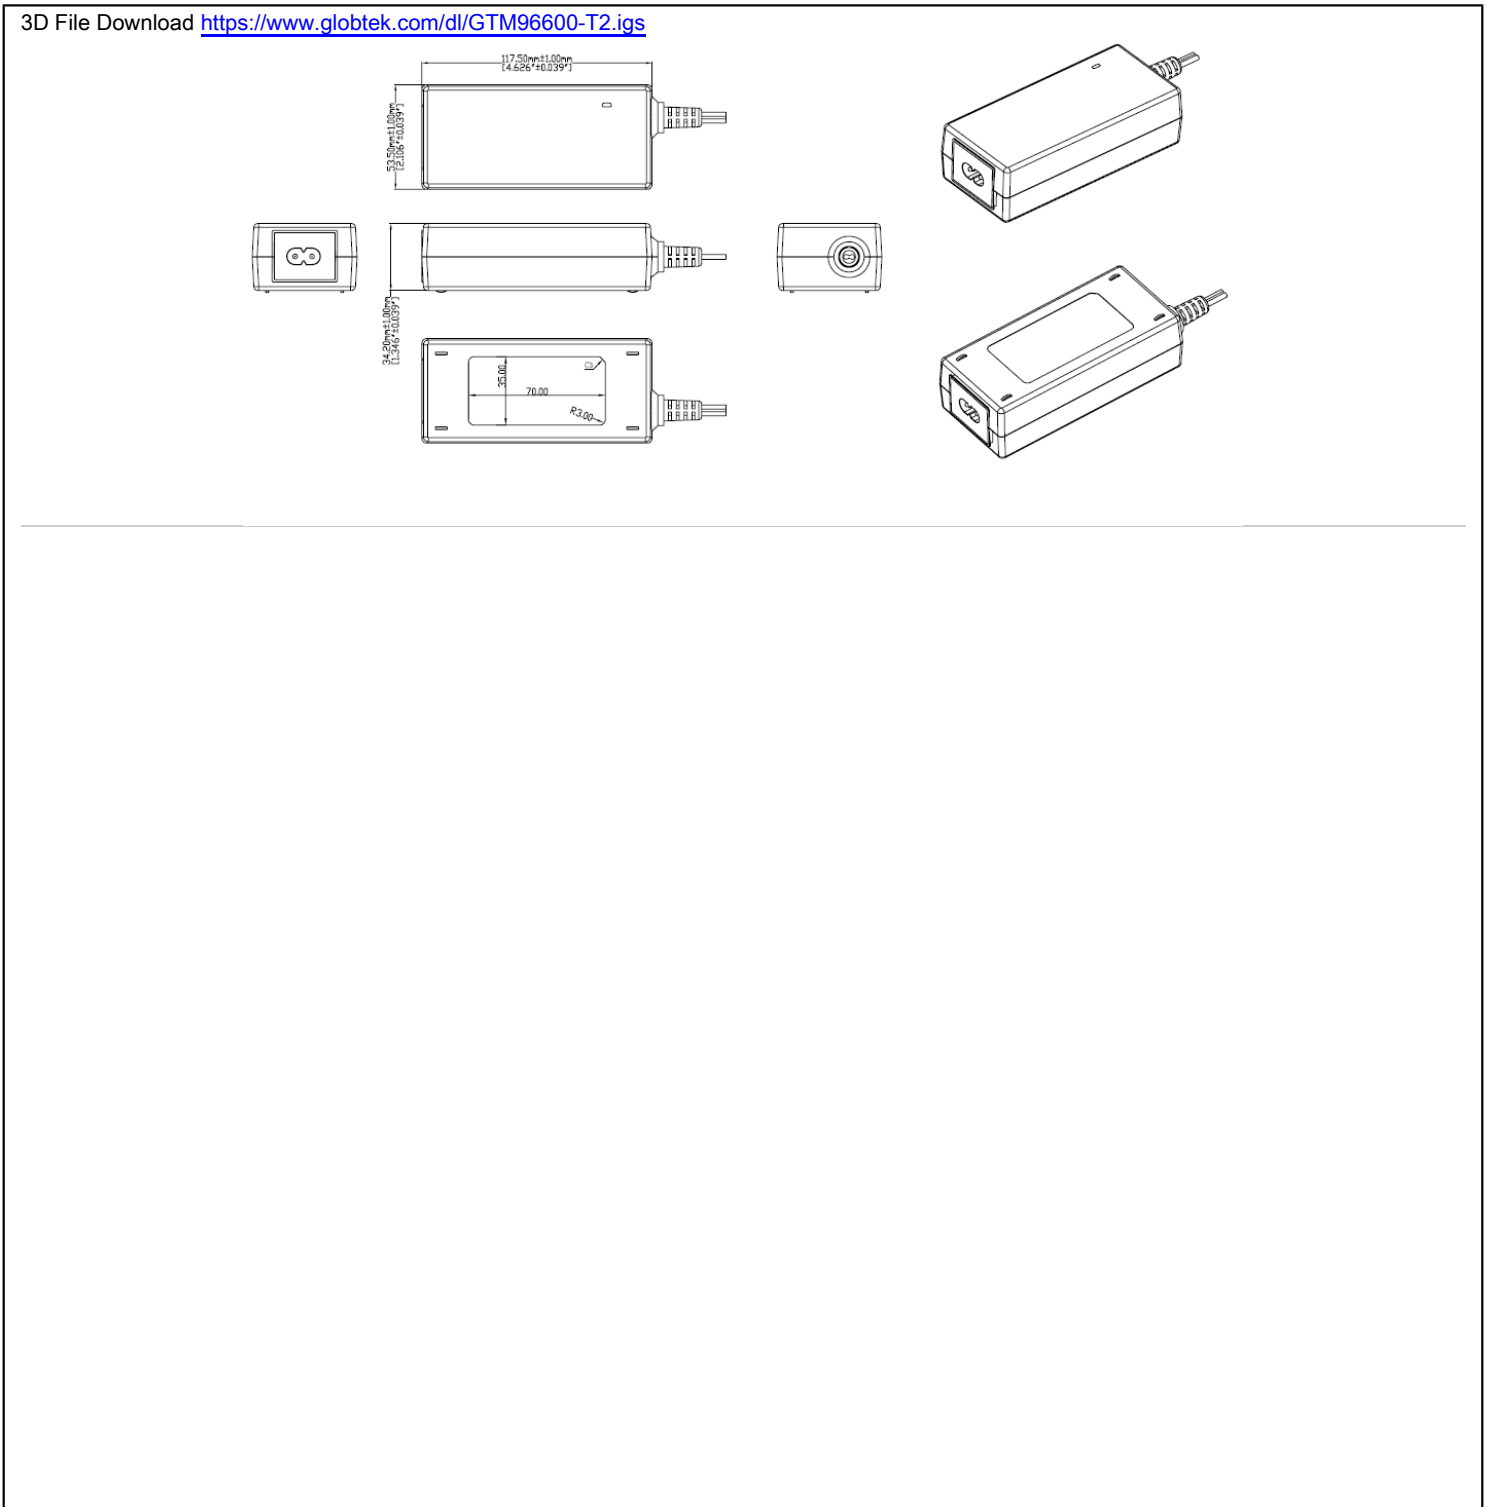 3D File Download https://www.globtek.com/dl/GTM96600-T2.igs
117.50mm±1.00mm
[4.626"±0.039"]
53.50mm±1.00mm
[2.106"±0.039"]
34.20mm±1.00mm
[1.346"±0.039"]
35.00
70.00
R3.00